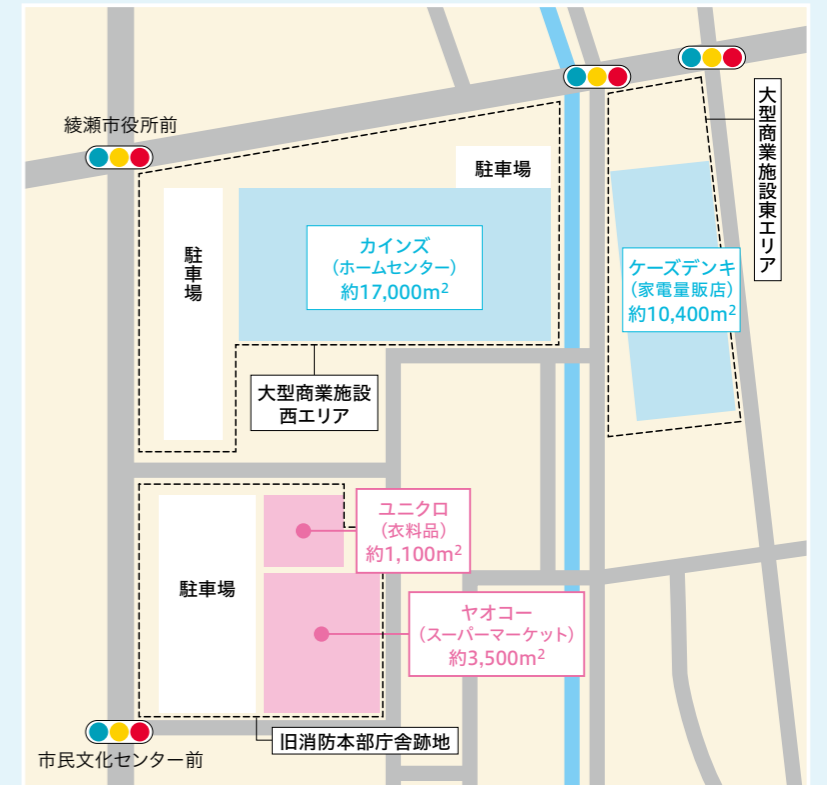 綾瀬市役所前
駐車場
大型商業施設東エリア
駐車場
カインズ
（ホームセンター）
約17,000m²
ケーズデンキ
（家電量販店）
約10,400m²
大型商業施設
西エリア
ユニクロ
（衣料品）
約1,100m²
駐車場
ヤオコー
（スーパーマーケット）
約3,500m²
旧消防本部庁舎跡地
市民文化センター前